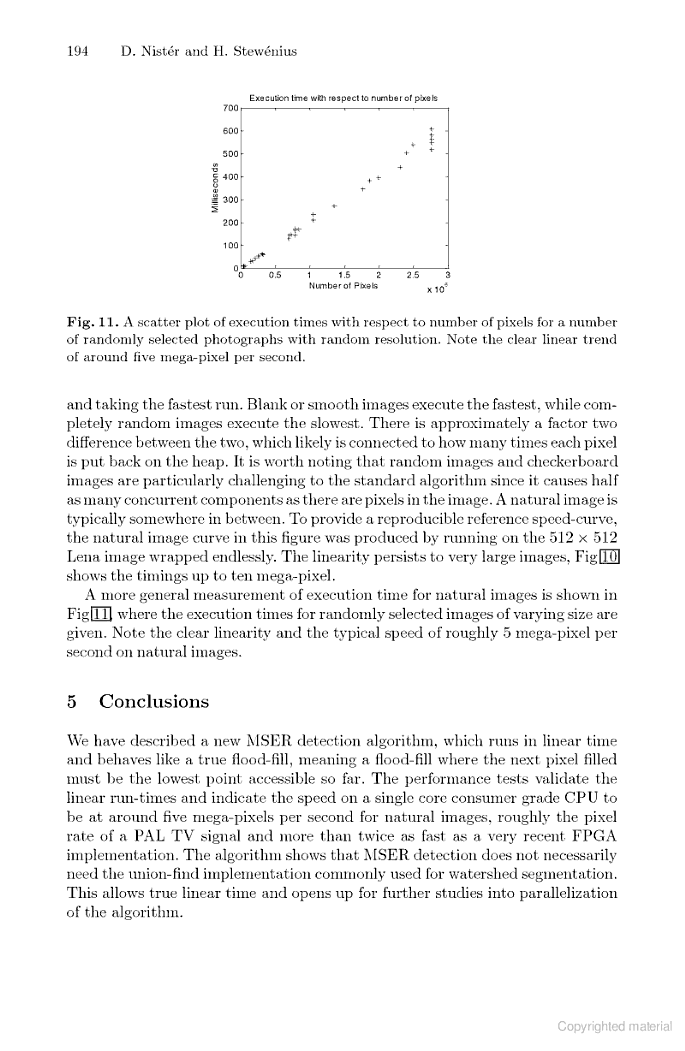 194 D. Nistér and H. Stewénius
Execution time with respect to number of pixels
700
600
500
400
300
200
100
0
Milliseconds
0 0.5 1 1.5 2 2.5 3
Number of Pixels
x 10⁶
Fig. 11. A scatter plot of execution times with respect to number of pixels for a number
of randomly selected photographs with random resolution. Note the clear linear trend
of around five mega-pixel per second.
and taking the fastest run. Blank or smooth images execute the fastest, while com-
pletely random images execute the slowest. There is approximately a factor two
difference between the two, which likely is connected to how many times each pixel
is put back on the heap. It is worth noting that random images and checkerboard
images are particularly challenging to the standard algorithm since it causes half
as many concurrent components as there are pixels in the image. A natural image is
typically somewhere in between. To provide a reproducible reference speed-curve,
the natural image curve in this figure was produced by running on the 512 × 512
Lena image wrapped endlessly. The linearity persists to very large images, Fig.10
shows the timings up to ten mega-pixel.
A more general measurement of execution time for natural images is shown in
Fig.11, where the execution times for randomly selected images of varying size are
given. Note the clear linearity and the typical speed of roughly 5 mega-pixel per
second on natural images.
5 Conclusions
We have described a new MSER detection algorithm, which runs in linear time
and behaves like a true flood-fill, meaning a flood-fill where the next pixel filled
must be the lowest point accessible so far. The performance tests validate the
linear run-times and indicate the speed on a single core consumer grade CPU to
be at around five mega-pixels per second for natural images, roughly the pixel
rate of a PAL TV signal and more than twice as fast as a very recent FPGA
implementation. The algorithm shows that MSER detection does not necessarily
need the union-find implementation commonly used for watershed segmentation.
This allows true linear time and opens up for further studies into parallelization
of the algorithm.
Copyrighted material